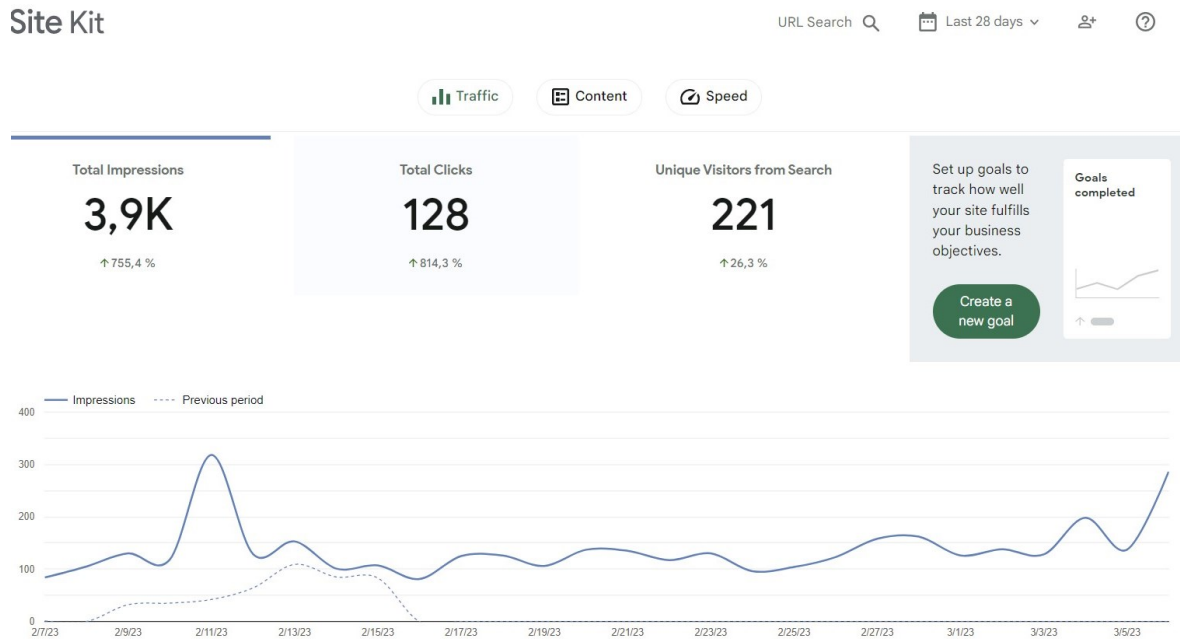 Site Kit
URL Search
Last 28 days
Traffic
Content
Speed
Total Impressions
3,9K
755,4 %
Total Clicks
128
814,3 %
Unique Visitors from Search
221
26,3 %
Set up goals to
track how well
your site fulfills
your business
objectives.
Create a
new goal
Goals
completed
Impressions
Previous period
400
300
200
100
0
2/7/23 2/9/23 2/11/23 2/13/23 2/15/23 2/17/23 2/19/23 2/21/23 2/23/23 2/25/23 2/27/23 3/1/23 3/3/23 3/5/23